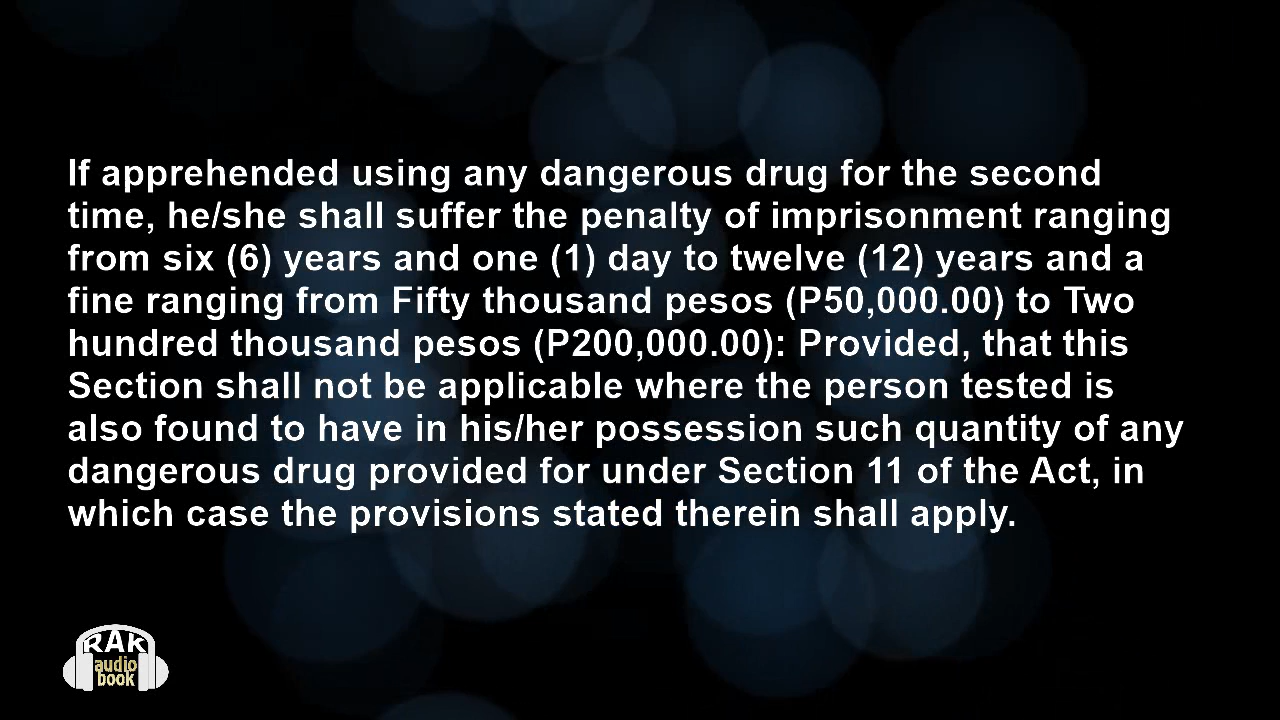 If apprehended using any dangerous drug for the second
time, he/she shall suffer the penalty of imprisonment ranging
from six (6) years and one (1) day to twelve (12) years and a
fine ranging from Fifty thousand pesos (P50,000.00) to Two
hundred thousand pesos (P200,000.00): Provided, that this
Section shall not be applicable where the person tested is
also found to have in his/her possession such quantity of any
dangerous drug provided for under Section 11 of the Act, in
which case the provisions stated therein shall apply.
RAK
audio
book